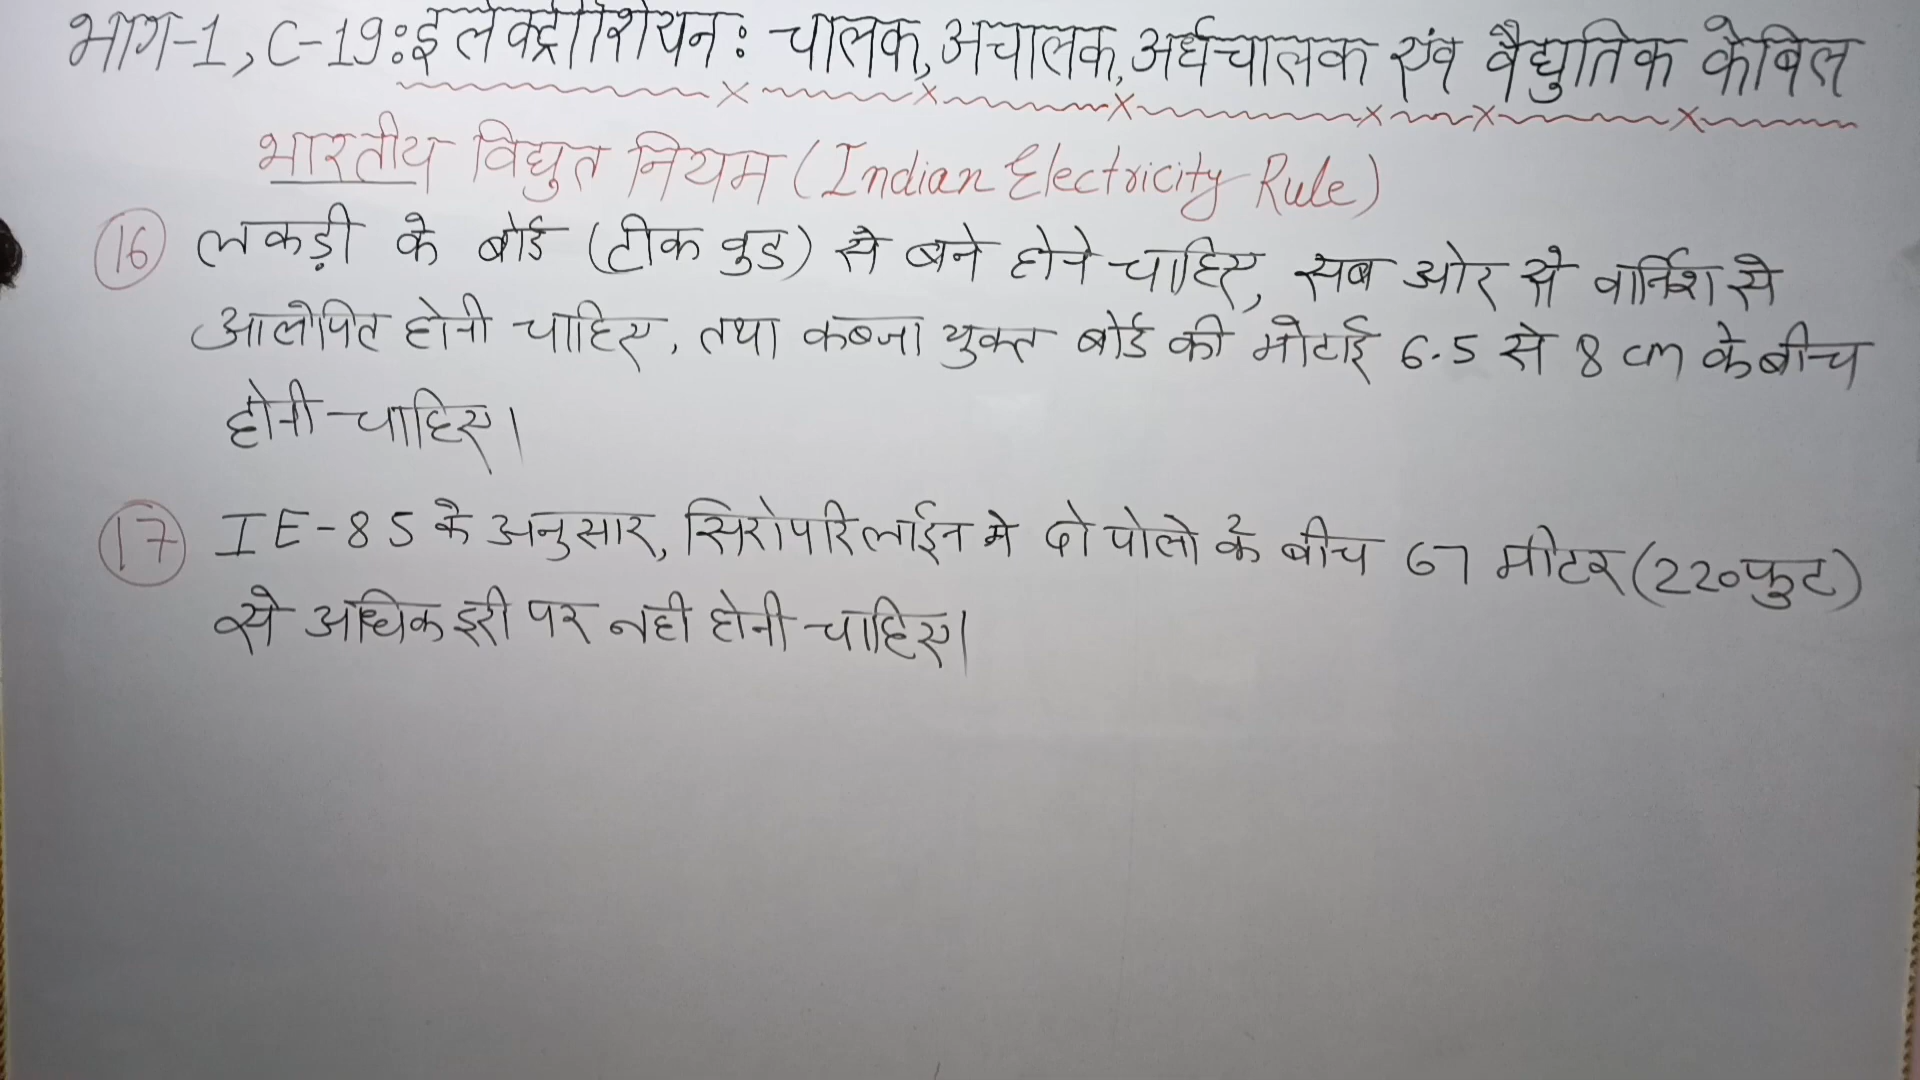 भाग-1, C-19:इलेक्ट्रीशियन: चालक, अचालक, अर्धचालक एंव वैद्युतिक केबिल
भारतीय विद्युत नियम (Indian Electricity Rule)
16 लकड़ी के बोर्ड (टीक वुड) से बने होने चाहिए, सब ओर से वार्निश से
आलेपित होनी चाहिए, तथा कब्जा युक्त बोर्ड की मोटाई 6.5 से 8 cm के बीच
होनी चाहिए।
17 IE-85 के अनुसार, सिरोपरि लाईन मे दो पोलो के बीच 67 मीटर (220फुट)
से अधिक दूरी पर नही होनी चाहिए।